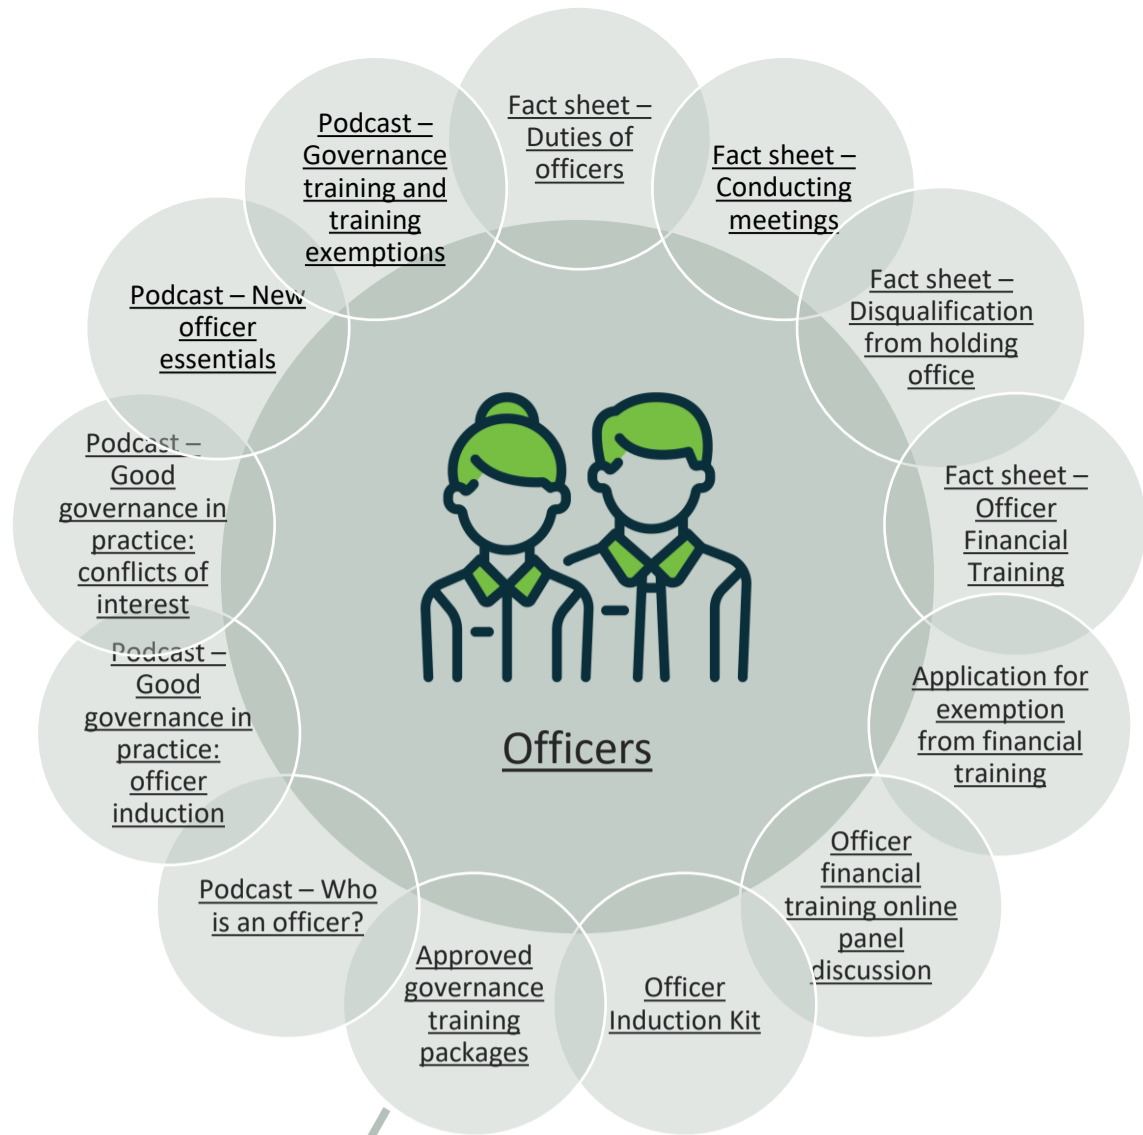 Fact sheet –
Duties of
officers
Fact sheet –
Conducting
meetings
Fact sheet –
Disqualification
from holding
office
Fact sheet –
Officer
Financial
Training
Application for
exemption
from financial
training
Officer
financial
training online
panel
discussion
Officer
Induction Kit
Approved
governance
training
packages
Podcast – Who
is an officer?
Podcast –
Good
governance in
practice:
officer
induction
Podcast –
Good
governance in
practice:
conflicts of
interest
Podcast – New
officer
essentials
Podcast –
Governance
training and
training
exemptions
Officers